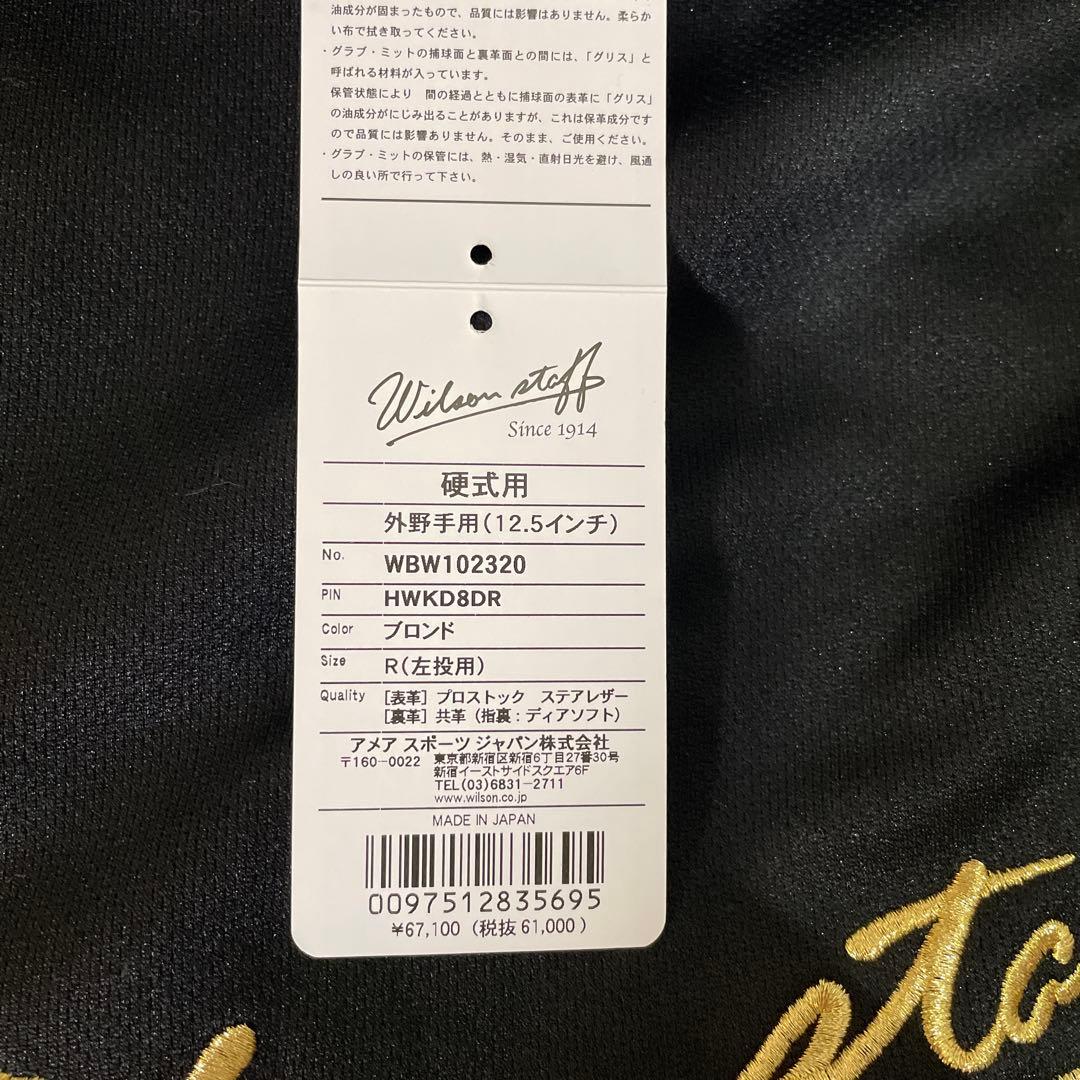 油成分が固まったもので、品質には影響はありません。柔らか
い布で拭き取ってください。
・グラブ・ミットの捕球面と裏革面との間には、「グリス」と
呼ばれる材料が入っています。
保管状態により 間の経過とともに捕球面の表革に「グリス」
の油成分がにじみ出ることがありますが、これは保革成分です
ので品質には影響ありません。そのまま、ご使用ください。
・グラブ・ミットの保管には、熱・湿気・直射日光を避け、風通
しの良い所で行って下さい。
Wilson staff
Since 1914
硬式用
外野手用(12.5インチ)
No. WBW102320
PIN HWKD8DR
Color ブロンド
Size R(左投用)
Quality [表革] プロストック ステアレザー
[裏革] 共革 (指裏:ディアソフト)
アメア スポーツ ジャパン株式会社
〒160-0022 東京都新宿区新宿6丁目27番30号
新宿イーストサイドスクエア6F
TEL(03)6831-2711
www.wilson.co.jp
MADE IN JAPAN
0097512835695
¥67,100 (税抜 61,000 )
sta